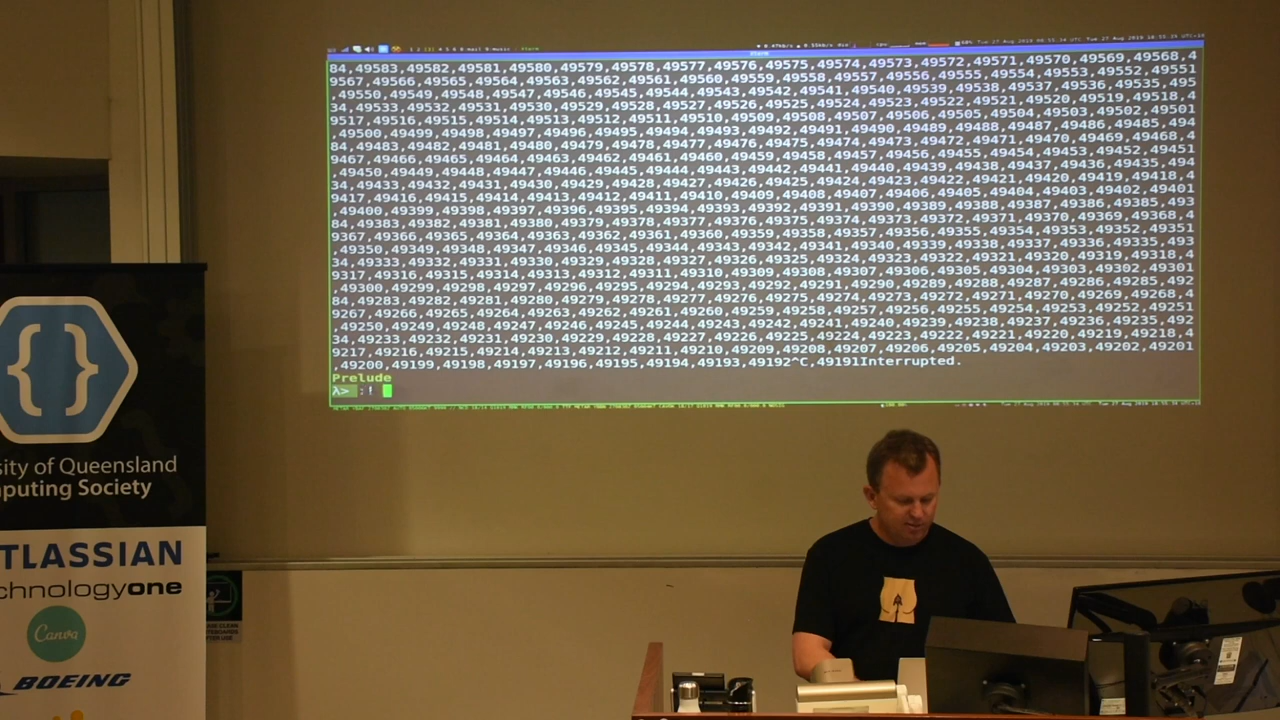 xterm
84,49583,49582,49581,49580,49579,49578,49577,49576,49575,49574,49573,49572,49571,49570,49569,49568,4
9567,49566,49565,49564,49563,49562,49561,49560,49559,49558,49557,49556,49555,49554,49553,49552,49551
,49550,49549,49548,49547,49546,49545,49544,49543,49542,49541,49540,49539,49538,49537,49536,49535,495
34,49533,49532,49531,49530,49529,49528,49527,49526,49525,49524,49523,49522,49521,49520,49519,49518,4
9517,49516,49515,49514,49513,49512,49511,49510,49509,49508,49507,49506,49505,49504,49503,49502,49501
,49500,49499,49498,49497,49496,49495,49494,49493,49492,49491,49490,49489,49488,49487,49486,49485,494
84,49483,49482,49481,49480,49479,49478,49477,49476,49475,49474,49473,49472,49471,49470,49469,49468,4
9467,49466,49465,49464,49463,49462,49461,49460,49459,49458,49457,49456,49455,49454,49453,49452,49451
,49450,49449,49448,49447,49446,49445,49444,49443,49442,49441,49440,49439,49438,49437,49436,49435,494
34,49433,49432,49431,49430,49429,49428,49427,49426,49425,49424,49423,49422,49421,49420,49419,49418,4
9417,49416,49415,49414,49413,49412,49411,49410,49409,49408,49407,49406,49405,49404,49403,49402,49401
,49400,49399,49398,49397,49396,49395,49394,49393,49392,49391,49390,49389,49388,49387,49386,49385,493
84,49383,49382,49381,49380,49379,49378,49377,49376,49375,49374,49373,49372,49371,49370,49369,49368,4
9367,49366,49365,49364,49363,49362,49361,49360,49359,49358,49357,49356,49355,49354,49353,49352,49351
,49350,49349,49348,49347,49346,49345,49344,49343,49342,49341,49340,49339,49338,49337,49336,49335,493
34,49333,49332,49331,49330,49329,49328,49327,49326,49325,49324,49323,49322,49321,49320,49319,49318,4
9317,49316,49315,49314,49313,49312,49311,49310,49309,49308,49307,49306,49305,49304,49303,49302,49301
,49300,49299,49298,49297,49296,49295,49294,49293,49292,49291,49290,49289,49288,49287,49286,49285,492
84,49283,49282,49281,49280,49279,49278,49277,49276,49275,49274,49273,49272,49271,49270,49269,49268,4
9267,49266,49265,49264,49263,49262,49261,49260,49259,49258,49257,49256,49255,49254,49253,49252,49251
,49250,49249,49248,49247,49246,49245,49244,49243,49242,49241,49240,49239,49238,49237,49236,49235,492
34,49233,49232,49231,49230,49229,49228,49227,49226,49225,49224,49223,49222,49221,49220,49219,49218,4
9217,49216,49215,49214,49213,49212,49211,49210,49209,49208,49207,49206,49205,49204,49203,49202,49201
,49200,49199,49198,49197,49196,49195,49194,49193,49192^C,49191Interrupted.
Prelude
λ> :!
{}
sity of Queensland
puting Society
TLASSIAN
chnologyone
Canva
BOEING